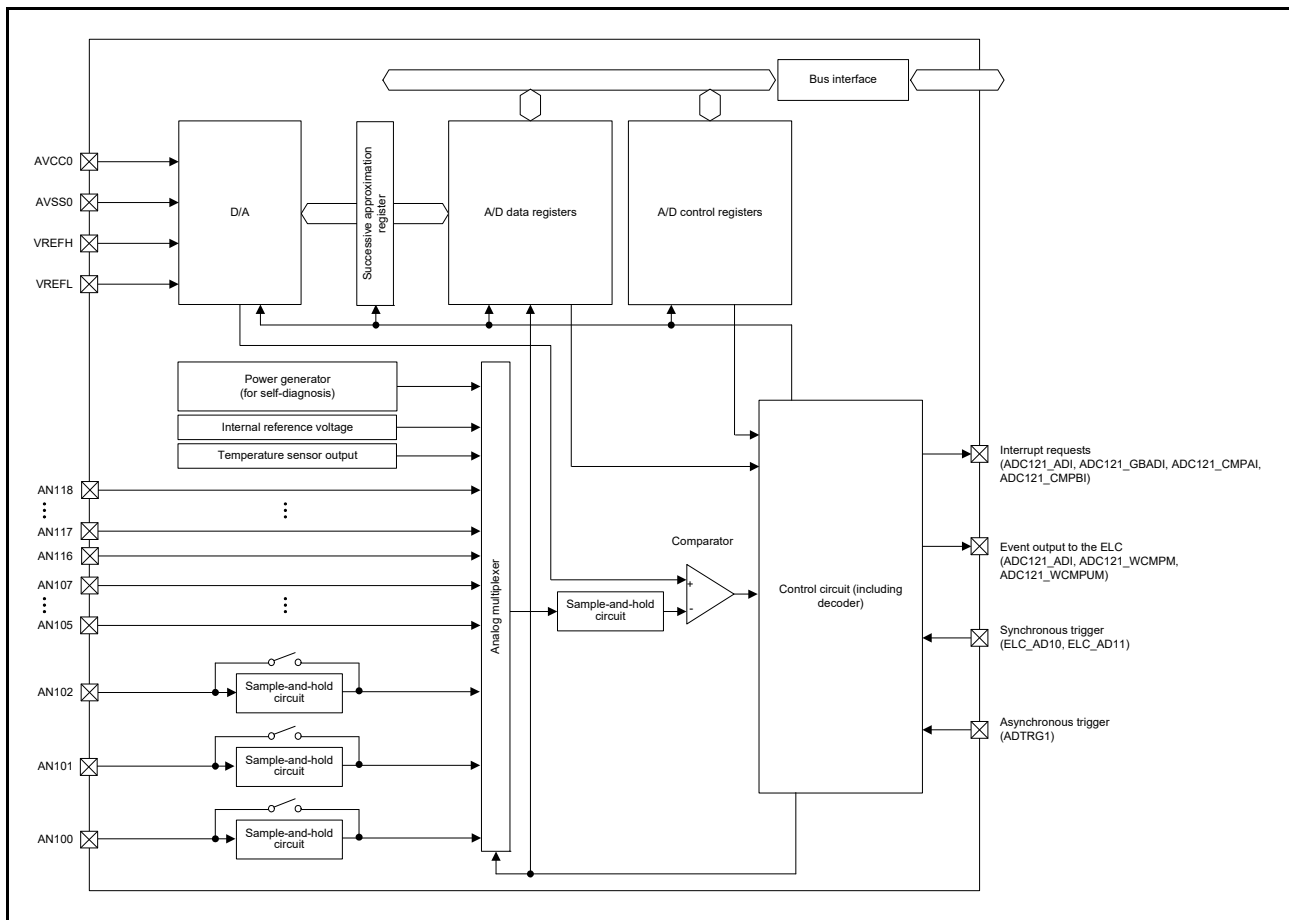 Bus interface
AVCC0
AVSS0
VREFH
VREFL
D/A
Successive approximation
register
A/D data registers
A/D control registers
Power generator
(for self-diagnosis)
Internal reference voltage
Temperature sensor output
AN118
AN117
AN116
AN107
AN105
AN102
AN101
AN100
Sample-and-hold
circuit
Sample-and-hold
circuit
Sample-and-hold
circuit
Analog multiplexer
Sample-and-hold
circuit
Comparator
+
-
Control circuit (including
decoder)
Interrupt requests
(ADC121_ADI, ADC121_GBADI, ADC121_CMPAI,
ADC121_CMPBI)
Event output to the ELC
(ADC121_ADI, ADC121_WCMPM,
ADC121_WCMPUM)
Synchronous trigger
(ELC_AD10, ELC_AD11)
Asynchronous trigger
(ADTRG1)